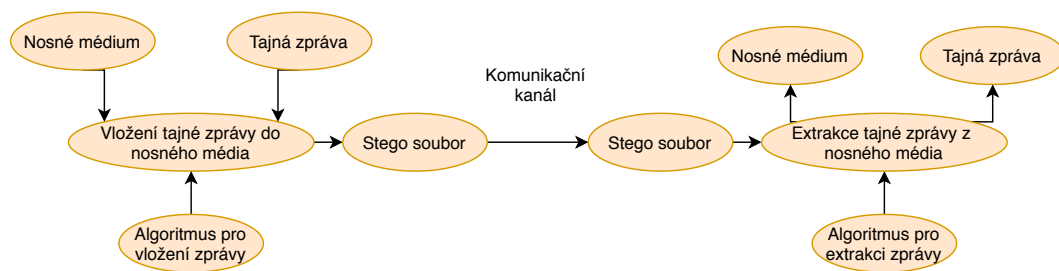 Nosné médium
Tajná zpráva
Vložení tajné zprávy do
nosného média
Algoritmus pro
vložení zprávy
Stego soubor
Komunikační
kanál
Stego soubor
Nosné médium
Tajná zpráva
Extrakce tajné zprávy z
nosného média
Algoritmus pro
extrakci zprávy